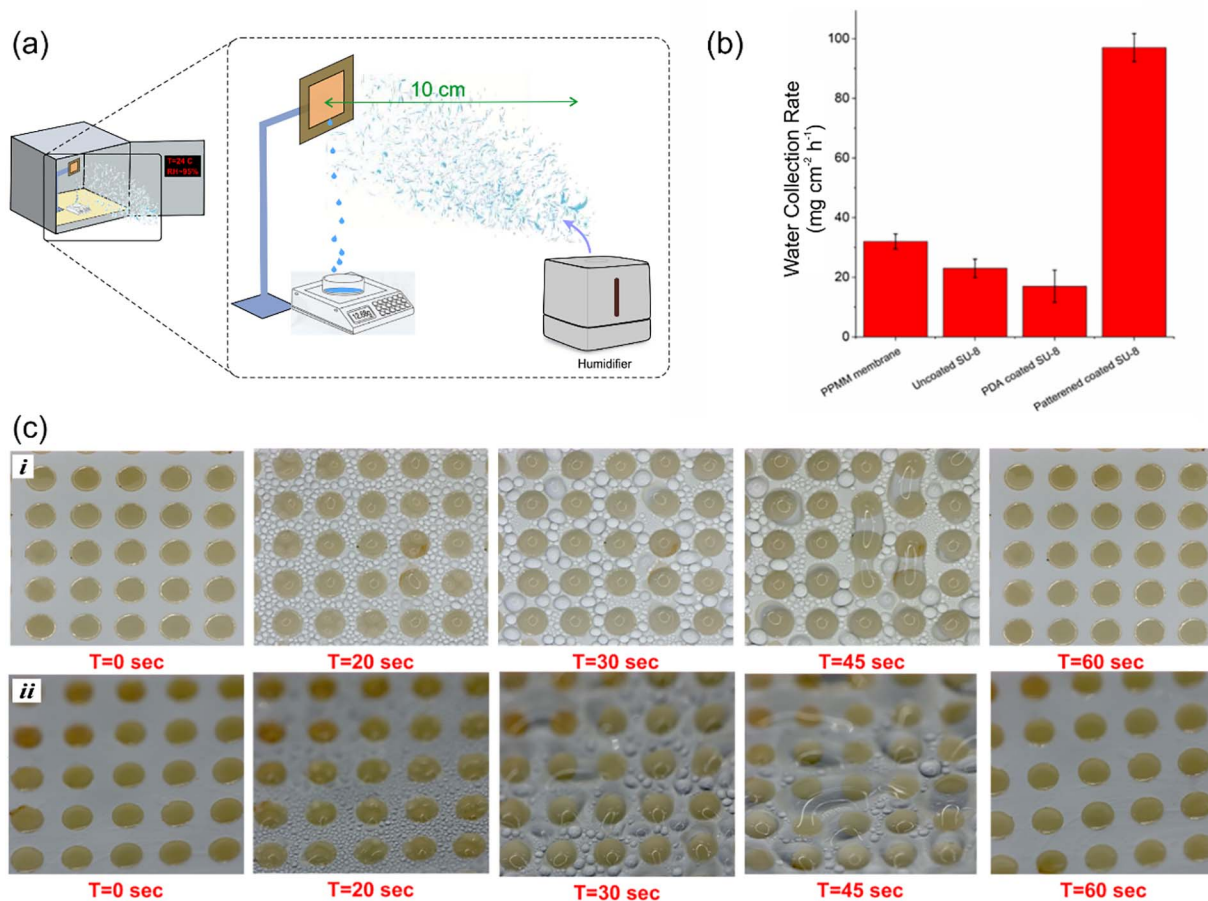 (a)
T=24 C
RH~95%
10 cm
12.68g
Humidifier
(b)
Water Collection Rate
(mg cm⁻² h⁻¹)
100
80
60
40
20
0
PPMM membrane
Uncoated SU-8
PDA coated SU-8
Patterened coated SU-8
(c)
i
T=0 sec
T=20 sec
T=30 sec
T=45 sec
T=60 sec
ii
T=0 sec
T=20 sec
T=30 sec
T=45 sec
T=60 sec